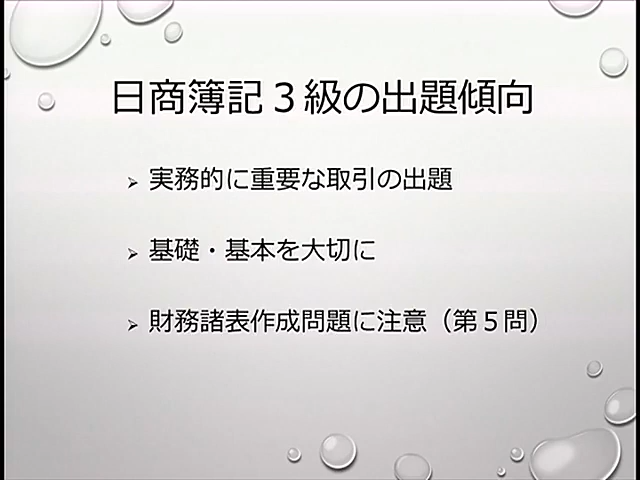 日商簿記３級の出題傾向
➢ 実務的に重要な取引の出題
➢ 基礎・基本を大切に
➢ 財務諸表作成問題に注意（第５問）